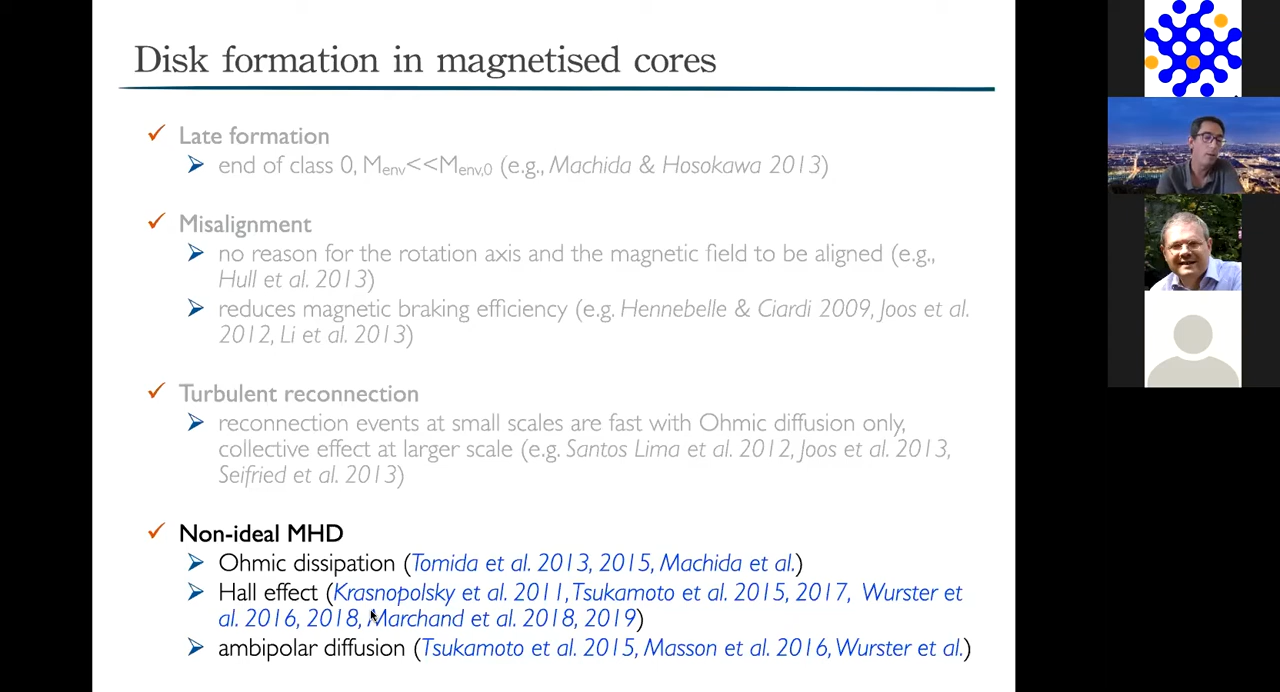 Disk formation in magnetised cores
✓ Late formation
➢ end of class 0, Menv<<Menv,0 (e.g., Machida & Hosokawa 2013)
✓ Misalignment
➢ no reason for the rotation axis and the magnetic field to be aligned (e.g.,
Hull et al. 2013)
➢ reduces magnetic braking efficiency (e.g. Hennebelle & Ciardi 2009, Joos et al.
2012, Li et al. 2013)
✓ Turbulent reconnection
➢ reconnection events at small scales are fast with Ohmic diffusion only,
collective effect at larger scale (e.g. Santos Lima et al. 2012, Joos et al. 2013,
Seifried et al. 2013)
✓ Non-ideal MHD
➢ Ohmic dissipation (Tomida et al. 2013, 2015, Machida et al.)
➢ Hall effect (Krasnopolsky et al. 2011, Tsukamoto et al. 2015, 2017, Wurster et
al. 2016, 2018, Marchand et al. 2018, 2019)
➢ ambipolar diffusion (Tsukamoto et al. 2015, Masson et al. 2016, Wurster et al.)